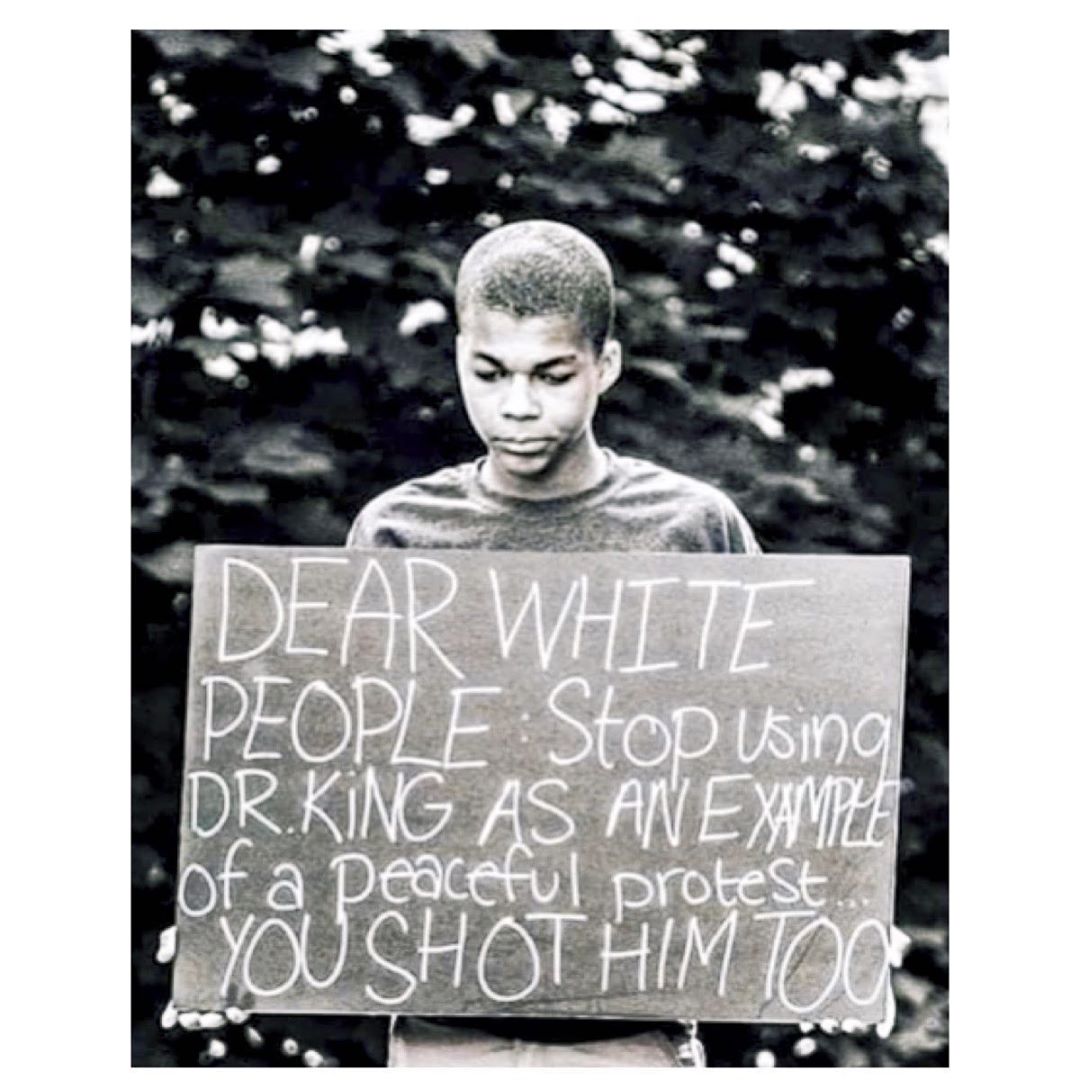 DEAR WHITE
PEOPLE: Stop using
DR. KiNG AS AN EXAMPLE
of a peaceful protest...
YOU SHOT HIM TOO